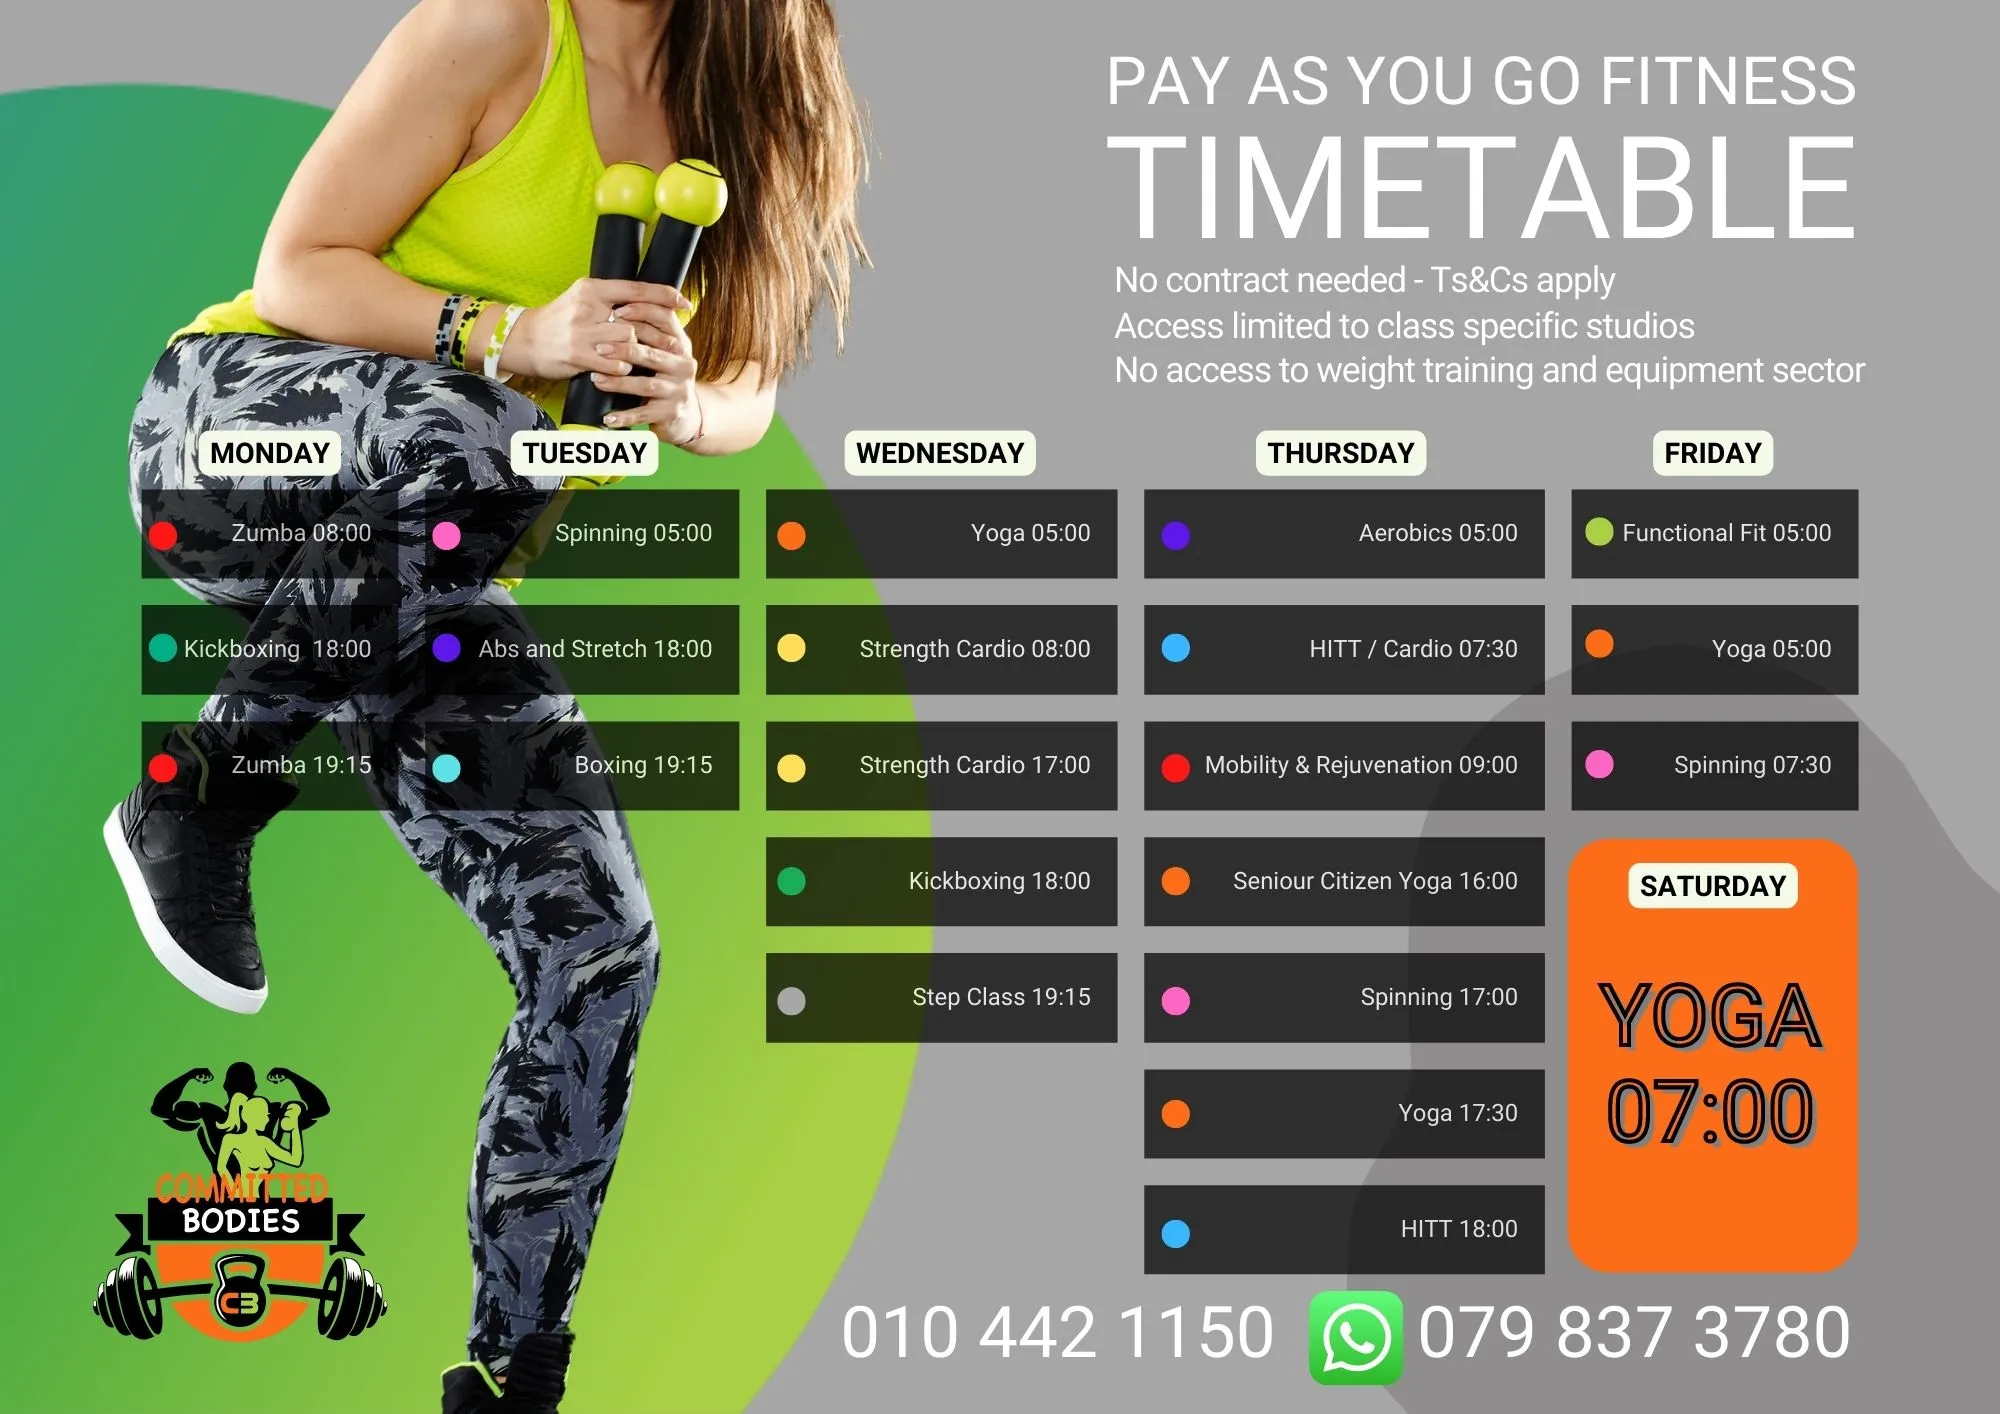 PAY AS YOU GO FITNESS
TIMETABLE
No contract needed - Ts&Cs apply
Access limited to class specific studios
No access to weight training and equipment sector
MONDAY
Zumba 08:00
Kickboxing 18:00
Zumba 19:15
TUESDAY
Spinning 05:00
Abs and Stretch 18:00
Boxing 19:15
WEDNESDAY
Yoga 05:00
Strength Cardio 08:00
Strength Cardio 17:00
Kickboxing 18:00
Step Class 19:15
THURSDAY
Aerobics 05:00
HITT / Cardio 07:30
Mobility & Rejuvenation 09:00
Seniour Citizen Yoga 16:00
Spinning 17:00
Yoga 17:30
HITT 18:00
FRIDAY
Functional Fit 05:00
Yoga 05:00
Spinning 07:30
SATURDAY
YOGA
07:00
COMMITTED
BODIES
CB
010 442 1150
079 837 3780